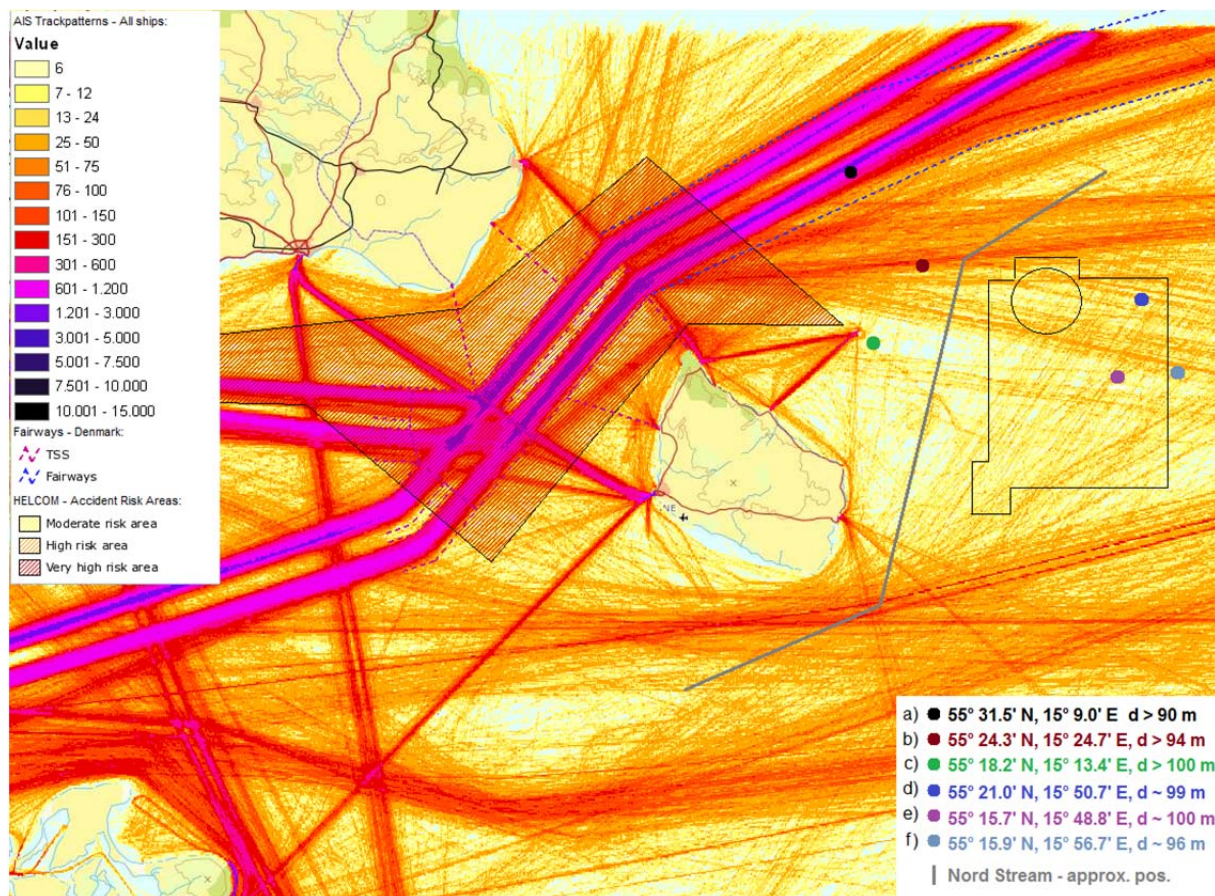 AIS Trackpatterns - All ships:
Value
6
7 - 12
13 - 24
25 - 50
51 - 75
76 - 100
101 - 150
151 - 300
301 - 600
601 - 1.200
1.201 - 3.000
3.001 - 5.000
5.001 - 7.500
7.501 - 10.000
10.001 - 15.000
Fairways - Denmark:
TSS
Fairways
HELCOM - Accident Risk Areas:
Moderate risk area
High risk area
Very high risk area
NE
a) 55° 31.5' N, 15° 9.0' E d > 90 m
b) 55° 24.3' N, 15° 24.7' E, d > 94 m
c) 55° 18.2' N, 15° 13.4' E, d > 100 m
d) 55° 21.0' N, 15° 50.7' E, d ~ 99 m
e) 55° 15.7' N, 15° 48.8' E, d ~ 100 m
f) 55° 15.9' N, 15° 56.7' E, d ~ 96 m
Nord Stream - approx. pos.